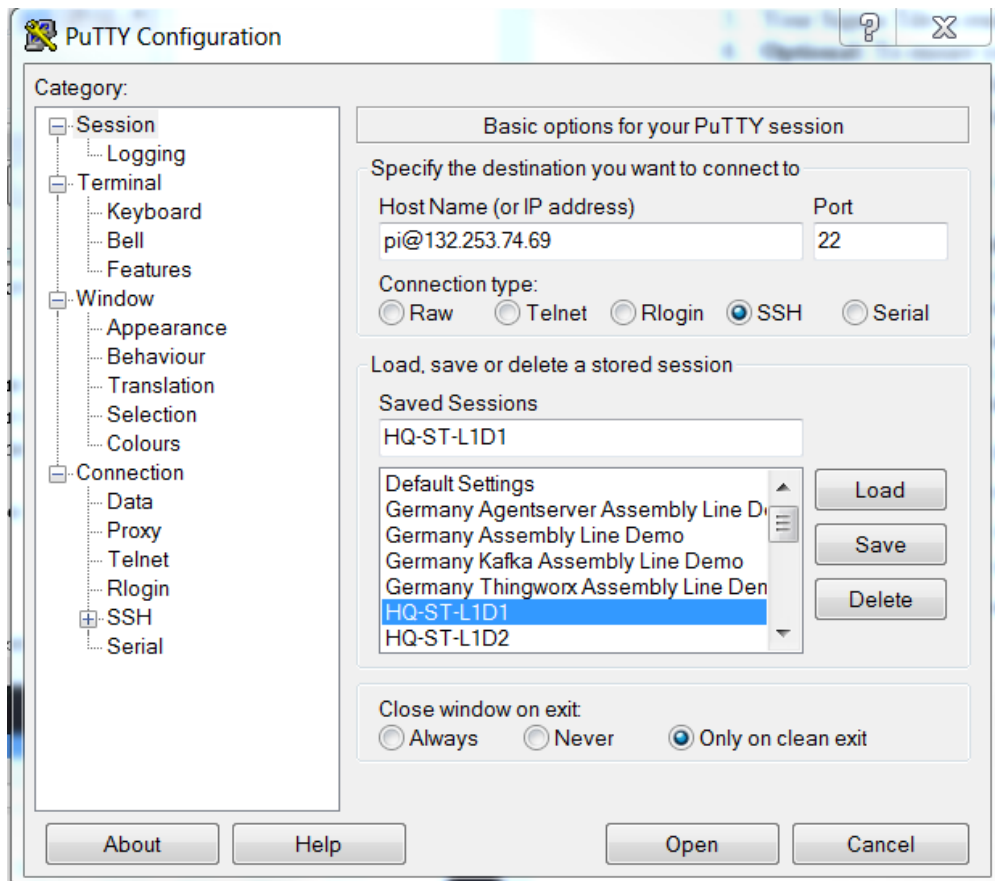 PuTTY Configuration
Category:
Session
Logging
Terminal
Keyboard
Bell
Features
Window
Appearance
Behaviour
Translation
Selection
Colours
Connection
Data
Proxy
Telnet
Rlogin
SSH
Serial
Basic options for your PuTTY session
Specify the destination you want to connect to
Host Name (or IP address) Port
pi@132.253.74.69 22
Connection type:
Raw Telnet Rlogin SSH Serial
Load, save or delete a stored session
Saved Sessions
HQ-ST-L1D1
Default Settings
Germany Agentserver Assembly Line D
Germany Assembly Line Demo
Germany Kafka Assembly Line Demo
Germany Thingworx Assembly Line Den
HQ-ST-L1D1
HQ-ST-L1D2
Load
Save
Delete
Close window on exit:
Always Never Only on clean exit
About Help Open Cancel